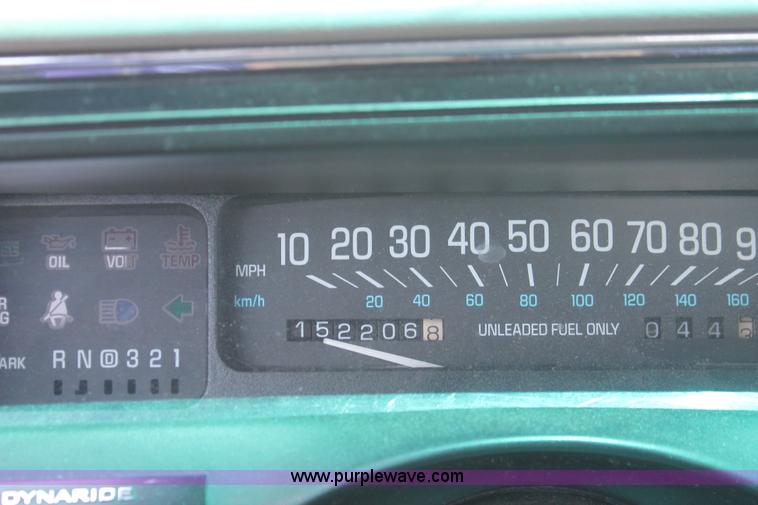 10 20 30 40 50 60 70 80
MPH
km/h 20 40 60 80 100 120 140 160
OIL VOLT TEMP
1522068 UNLEADED FUEL ONLY 044
ARK R N D 3 2 1
www.purplewave.com
DYNARIDE